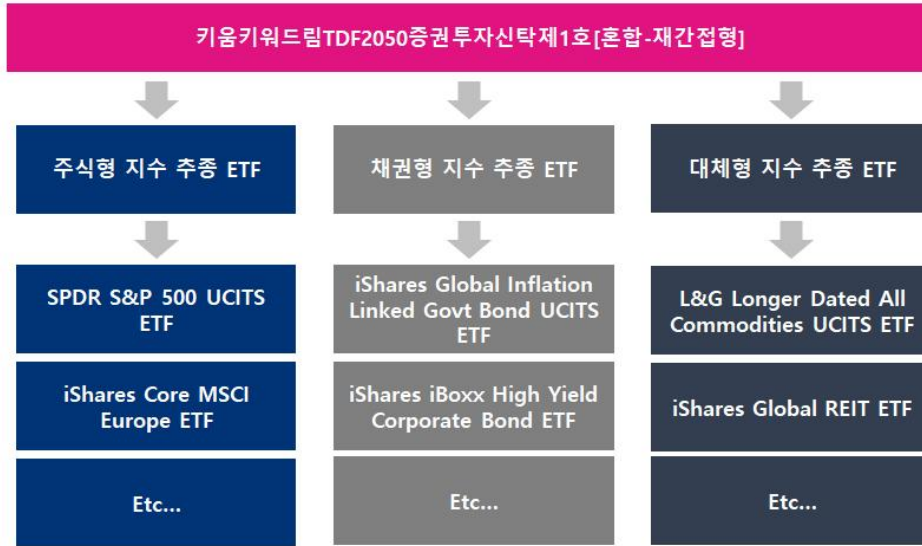 키움키워드림TDF2050증권투자신탁제1호[혼합-재간접형]
주식형 지수 추종 ETF
채권형 지수 추종 ETF
대체형 지수 추종 ETF
SPDR S&P 500 UCITS
ETF
iShares Global Inflation
Linked Govt Bond UCITS
ETF
L&G Longer Dated All
Commodities UCITS ETF
iShares Core MSCI
Europe ETF
iShares iBoxx High Yield
Corporate Bond ETF
iShares Global REIT ETF
Etc...
Etc...
Etc...